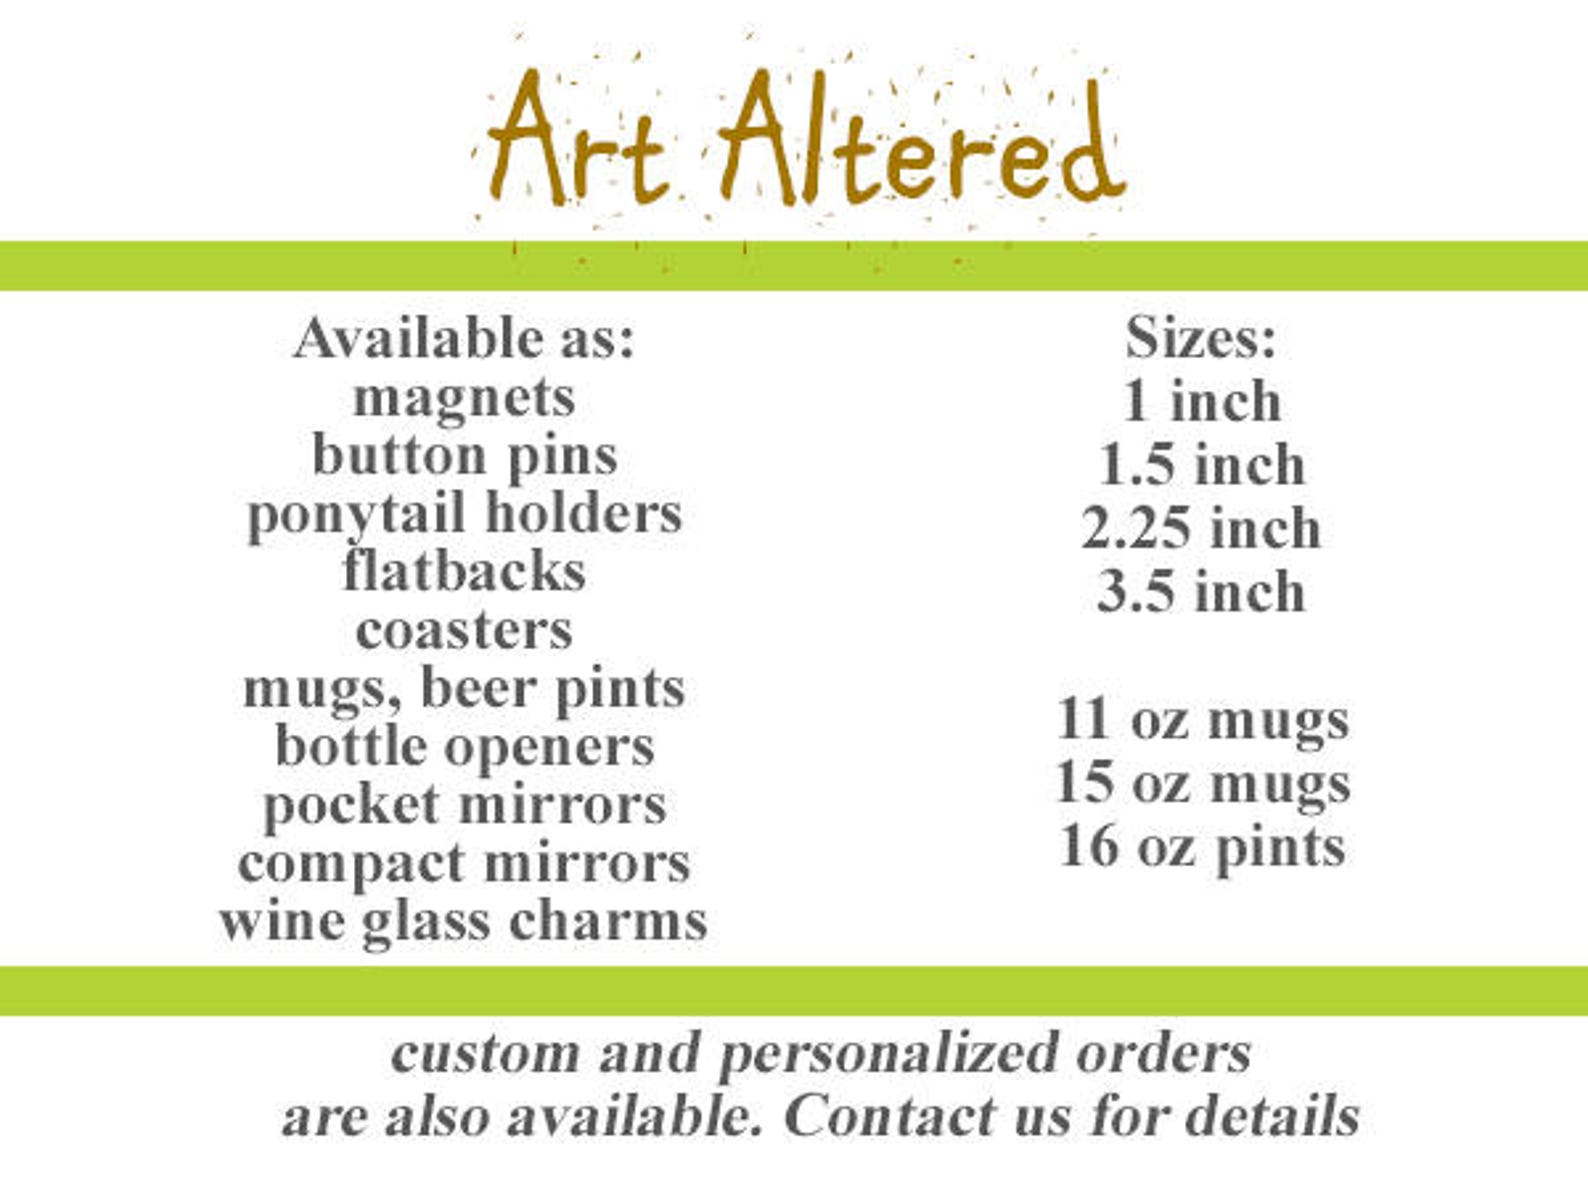 Art Altered
Available as:
magnets
button pins
ponytail holders
flatbacks
coasters
mugs, beer pints
bottle openers
pocket mirrors
compact mirrors
wine glass charms
Sizes:
1 inch
1.5 inch
2.25 inch
3.5 inch
11 oz mugs
15 oz mugs
16 oz pints
custom and personalized orders
are also available. Contact us for details